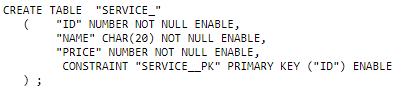 CREATE TABLE "SERVICE_"
( "ID" NUMBER NOT NULL ENABLE,
"NAME" CHAR(20) NOT NULL ENABLE,
"PRICE" NUMBER NOT NULL ENABLE,
CONSTRAINT "SERVICE__PK" PRIMARY KEY ("ID") ENABLE
) ;